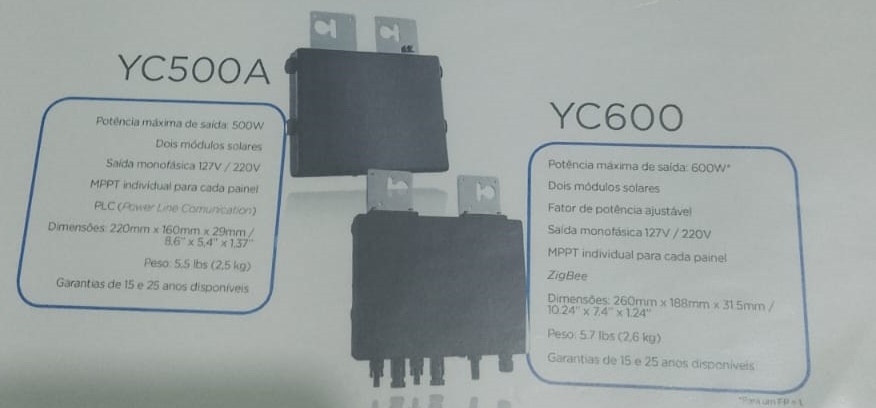 YC500A
Potência máxima de saída: 500W
Dois módulos solares
Saída monofásica 127V / 220V
MPPT individual para cada painel
PLC (Power Line Comunication)
Dimensões: 220mm x 160mm x 29mm /
8,6" x 5,4" x 1.37"
Peso: 5,5 lbs (2,5 kg)
Garantias de 15 e 25 anos disponíveis
YC600
Potência máxima de saída: 600W*
Dois módulos solares
Fator de potência ajustável
Saída monofásica 127V / 220V
MPPT individual para cada painel
ZigBee
Dimensões: 260mm x 188mm x 31.5mm /
10.24" x 7.4" x 1.24"
Peso: 5.7 lbs (2,6 kg)
Garantias de 15 e 25 anos disponíveis
*Para um FP = 1.